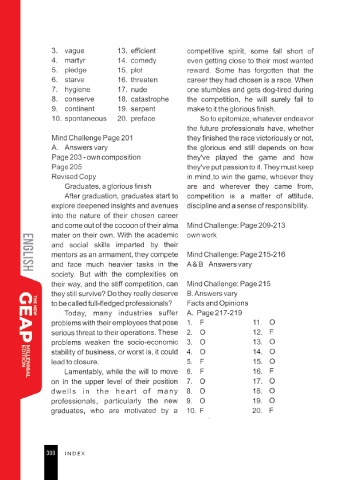 3. vague 13. efficient
4. martyr 14. comedy
5. pledge 15. plot
6. starve 16. threaten
7. hygiene 17. nude
8. conserve 18. catastrophe
9. continent 19. serpent
10. spontaneous 20. preface
Mind Challenge Page 201
A. Answers vary
Page 203 - own composition
Page 205
Revised Copy
Graduates, a glorious finish
After graduation, graduates start to
explore deepened insights and avenues
into the nature of their chosen career
and come out of the cocoon of their alma
mater on their own. With the academic
and social skills imparted by their
mentors as an armament, they compete
and face much heavier tasks in the
society. But with the complexities on
their way, and the stiff competition, can
they still survive? Do they really deserve
to be called full-fledged professionals?
Today, many industries suffer
problems with their employees that pose
serious threat to their operations. These
problems weaken the socio-economic
stability of business, or worst is, it could
lead to closure.
Lamentably, while the will to move
on in the upper level of their position
dwells in the heart of many
professionals, particularly the new
graduates, who are motivated by a
competitive spirit, some fall short of
even getting close to their most wanted
reward. Some has forgotten that the
career they had chosen is a race. When
one stumbles and gets dog-tired during
the competition, he will surely fail to
make to it the glorious finish.
So to epitomize, whatever endeavor
the future professionals have, whether
they finished the race victoriously or not,
the glorious end still depends on how
they've played the game and how
they've put passion to it. They must keep
in mind, to win the game, whoever they
are and wherever they came from,
competition is a matter of attitude,
discipline and a sense of responsibility.
Mind Challenge: Page 209-213
own work
Mind Challenge: Page 215-216
A & B Answers vary
Mind Challenge: Page 215
B. Answers vary
Facts and Opinions
A. Page 217-219
1. F 11. O
2. O 12. F
3. O 13. O
4. O 14. O
5. F 15. O
6. F 16. F
7. O 17. O
8. O 18. O
9. O 19. O
10. F 20. F
ENGLISH
THE NEW
GEAP
MILLENNIAL
EDITION
300 INDEX